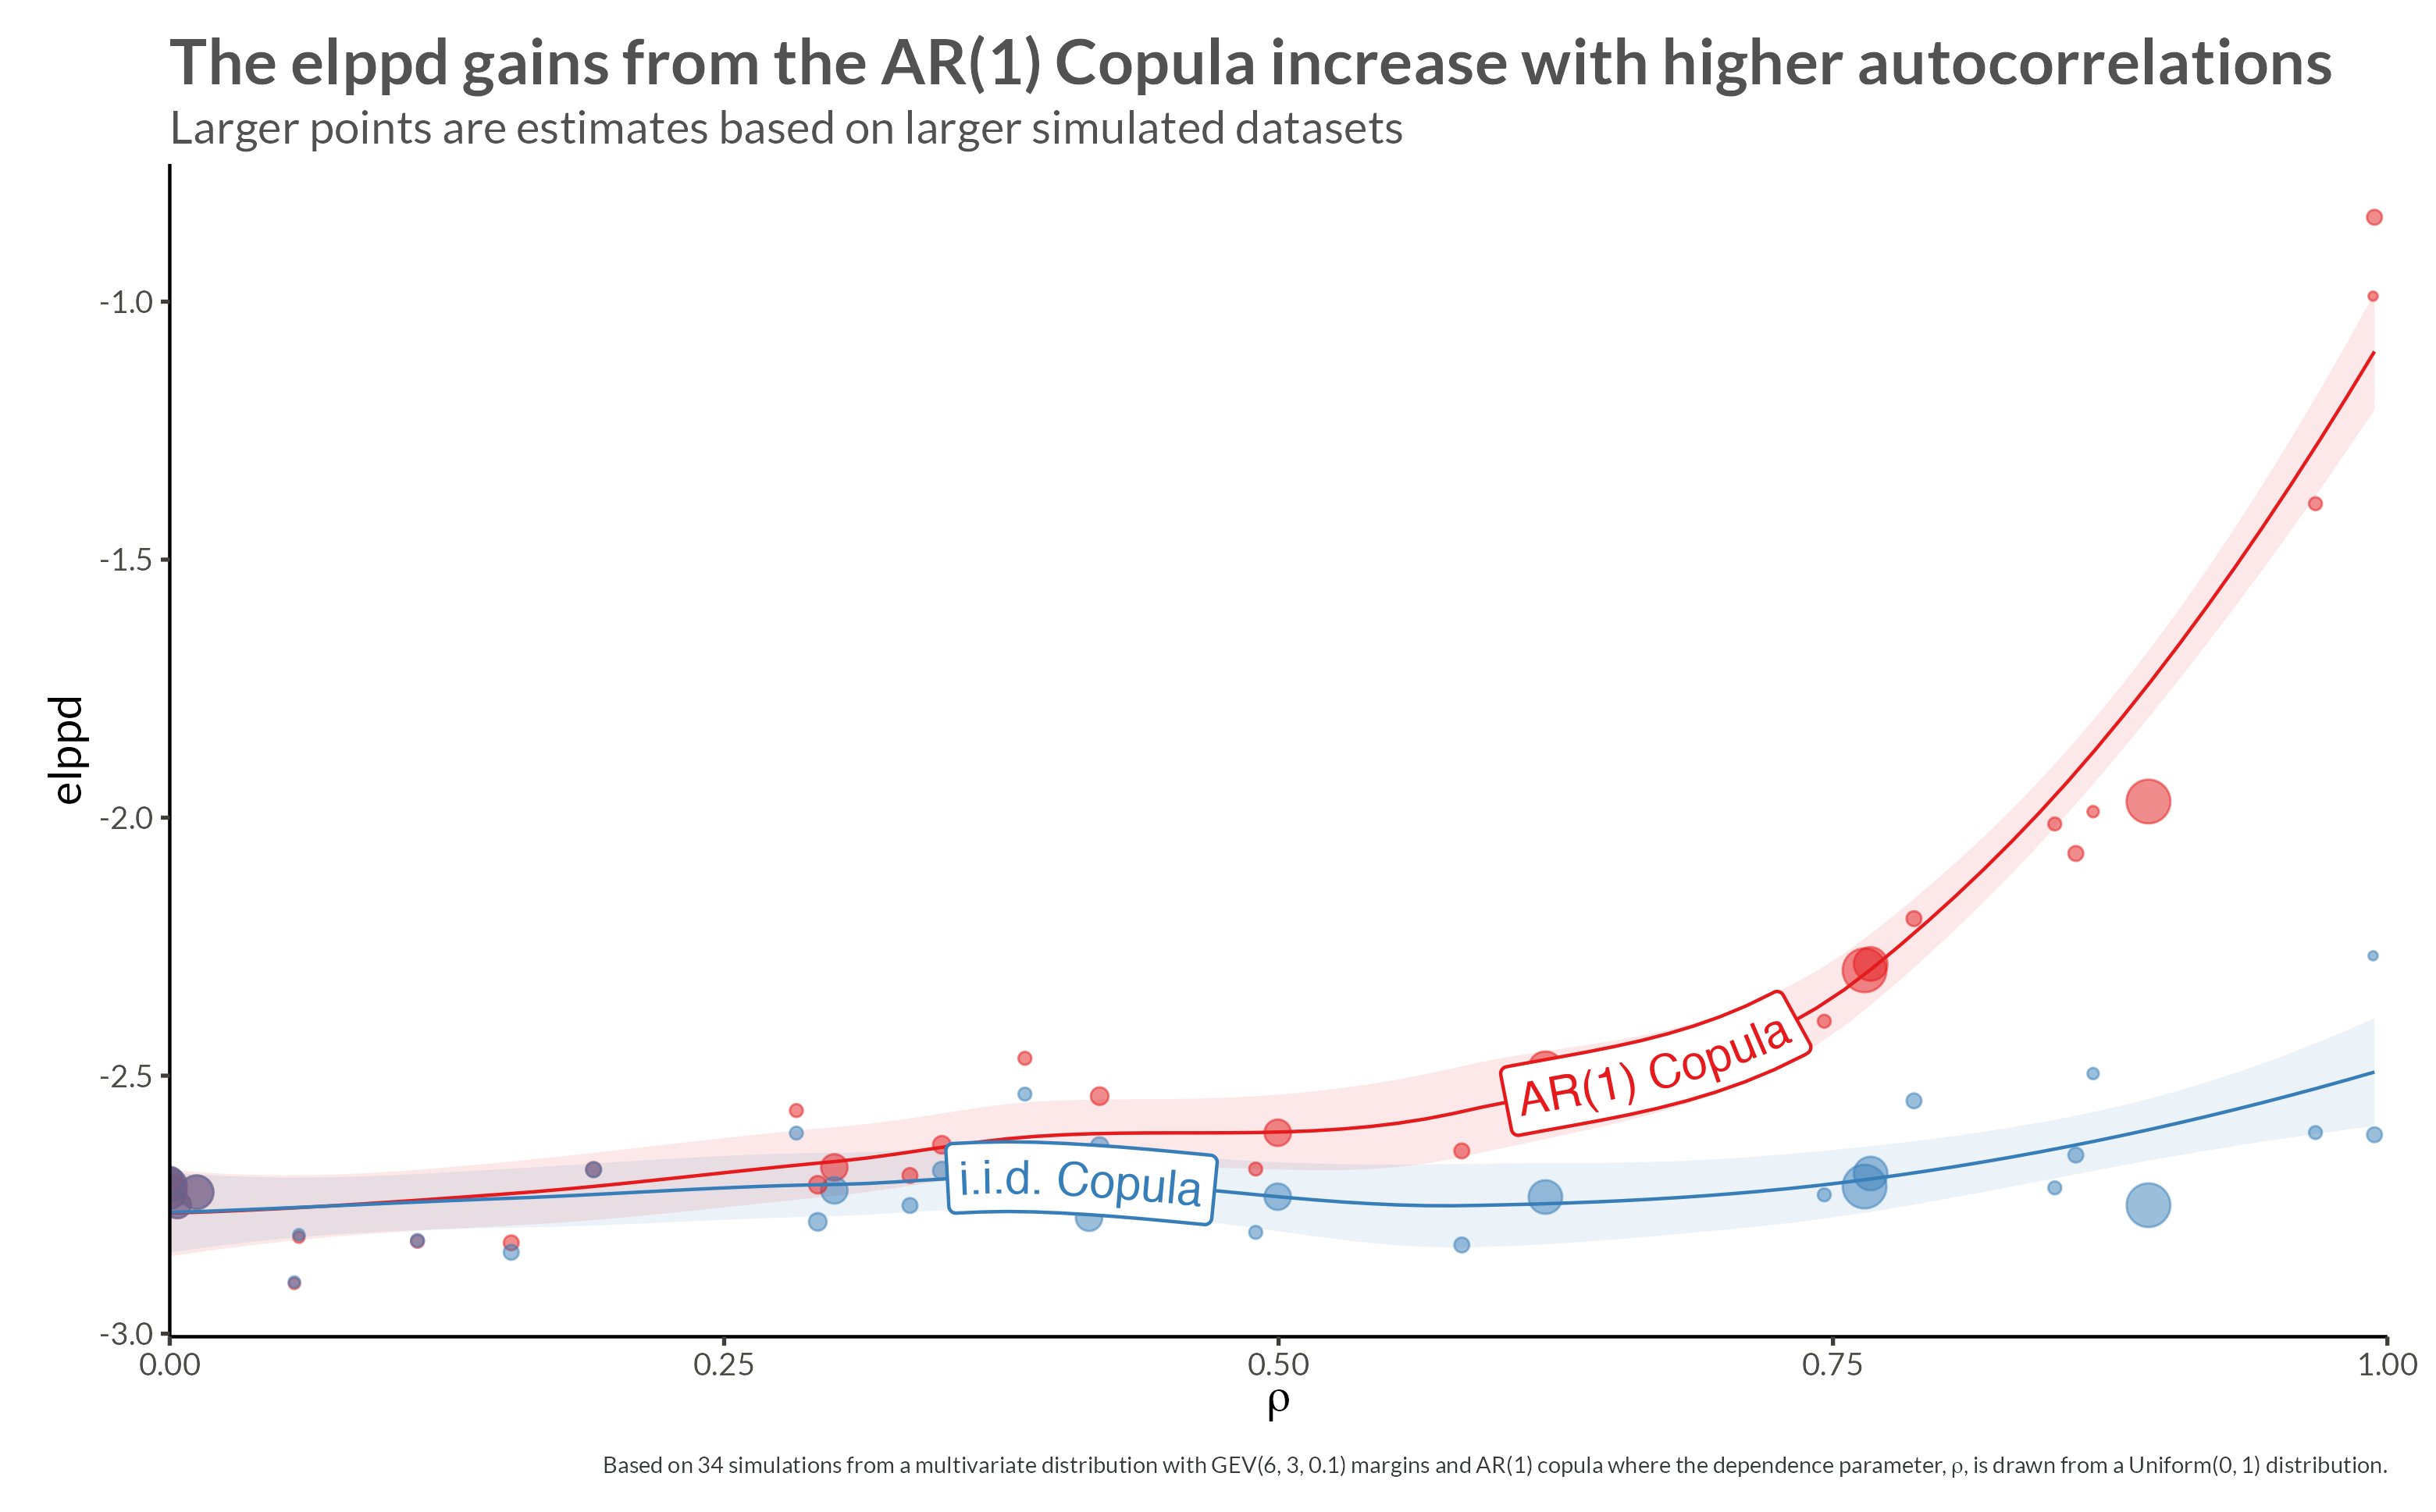 The elppd gains from the AR(1) Copula increase with higher autocorrelations
Larger points are estimates based on larger simulated datasets
-1.0
-1.5
elppd
-2.0
-2.5
AR(1) Copula
i.i.d. Copula
-3.0
0.00
0.25
0.50
0.75
1.00
ρ
Based on 34 simulations from a multivariate distribution with GEV(6, 3, 0.1) margins and AR(1) copula where the dependence parameter, ρ, is drawn from a Uniform(0, 1) distribution.